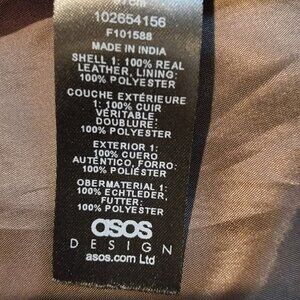 102654156
F101588
MADE IN INDIA
SHELL 1: 100% REAL
LEATHER, LINING:
100% POLYESTER
COUCHE EXTÉRIEURE
1: 100% CUIR
VÉRITABLE,
DOUBLURE:
100% POLYESTER
EXTERIOR 1:
100% CUERO
AUTÉNTICO, FORRO:
100% POLIÉSTER
OBERMATERIAL 1:
100% ECHTLEDER,
FUTTER:
100% POLYESTER
asos
DESIGN
asos.com Ltd